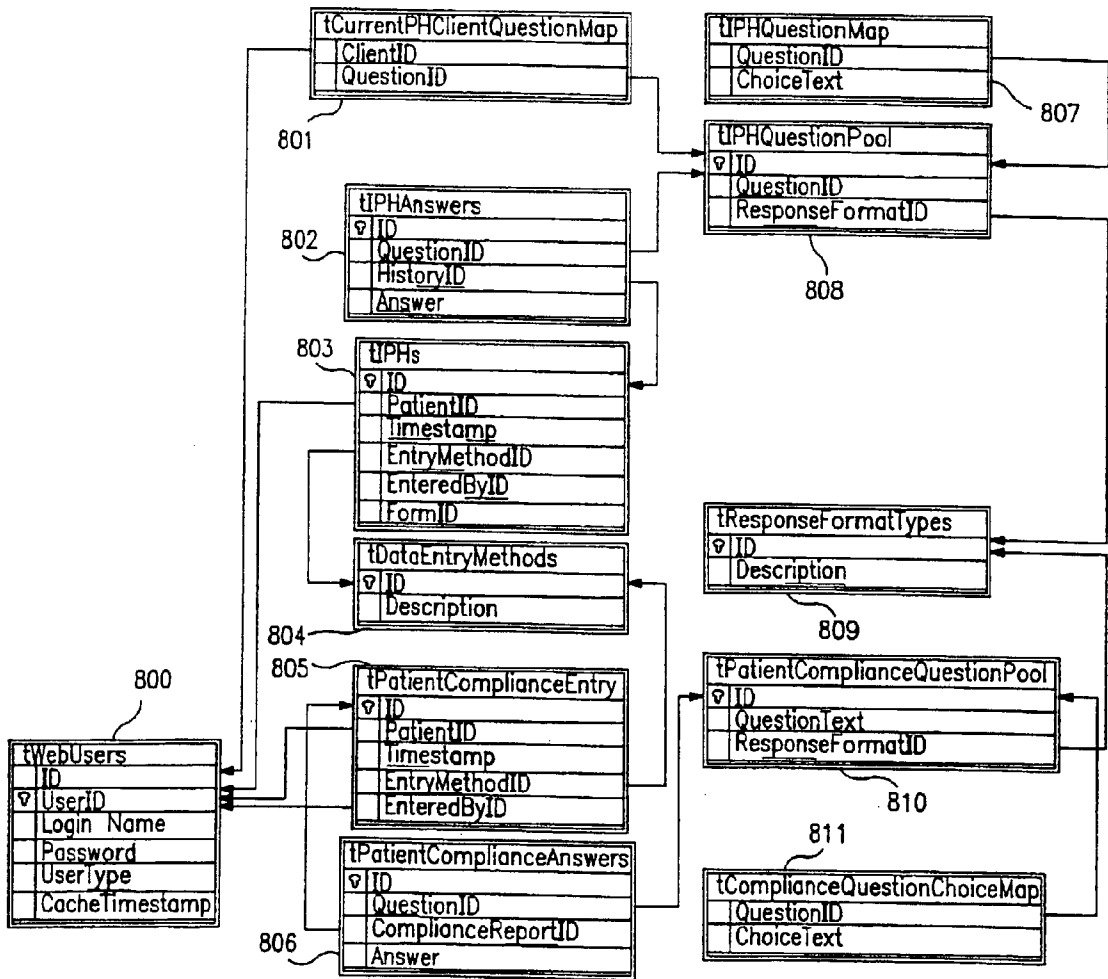 801
tCurrentPHClientQuestionMap
ClientID
QuestionID
tIPHQuestionMap
QuestionID
ChoiceText
807
tIPHQuestionPool
ID
QuestionID
ResponseFormatID
808
802
tIPHAnswers
ID
QuestionID
HistoryID
Answer
803
tIPHs
ID
PatientID
Timestamp
EntryMethodID
EnteredByID
FormID
tDataEntryMethods
ID
Description
804
tResponseFormatTypes
ID
Description
809
805
tPatientComplianceEntry
ID
PatientID
Timestamp
EntryMethodID
EnteredByID
tPatientComplianceQuestionPool
ID
QuestionText
ResponseFormatID
810
800
tWebUsers
ID
UserID
Login Name
Password
UserType
CacheTimestamp
tPatientComplianceAnswers
ID
QuestionID
ComplianceReportID
Answer
806
811
tComplianceQuestionChoiceMap
QuestionID
ChoiceText